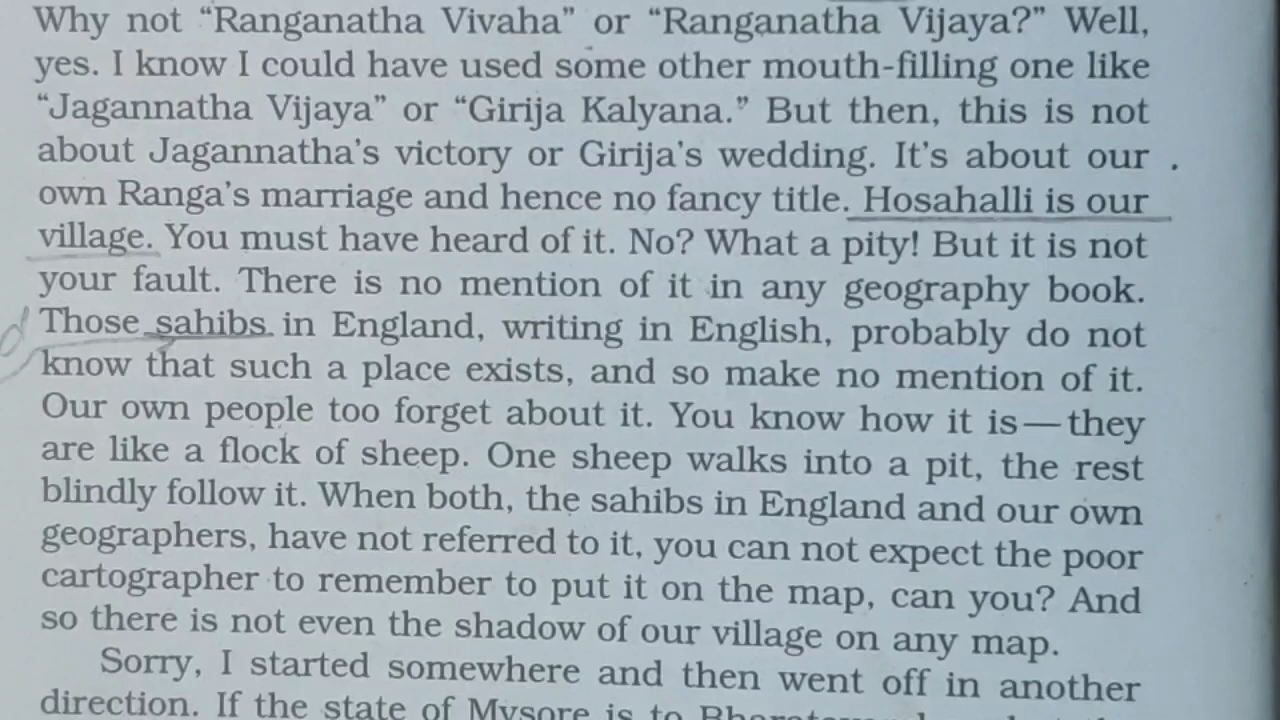 Why not “Ranganatha Vivaha” or “Ranganatha Vijaya?” Well,
yes. I know I could have used some other mouth-filling one like
“Jagannatha Vijaya” or “Girija Kalyana.” But then, this is not
about Jagannatha’s victory or Girija’s wedding. It’s about our
own Ranga’s marriage and hence no fancy title. Hosahalli is our
village. You must have heard of it. No? What a pity! But it is not
your fault. There is no mention of it in any geography book.
Those sahibs in England, writing in English, probably do not
know that such a place exists, and so make no mention of it.
Our own people too forget about it. You know how it is—they
are like a flock of sheep. One sheep walks into a pit, the rest
blindly follow it. When both, the sahibs in England and our own
geographers, have not referred to it, you can not expect the poor
cartographer to remember to put it on the map, can you? And
so there is not even the shadow of our village on any map.
Sorry, I started somewhere and then went off in another
direction. If the state of Mysore is to